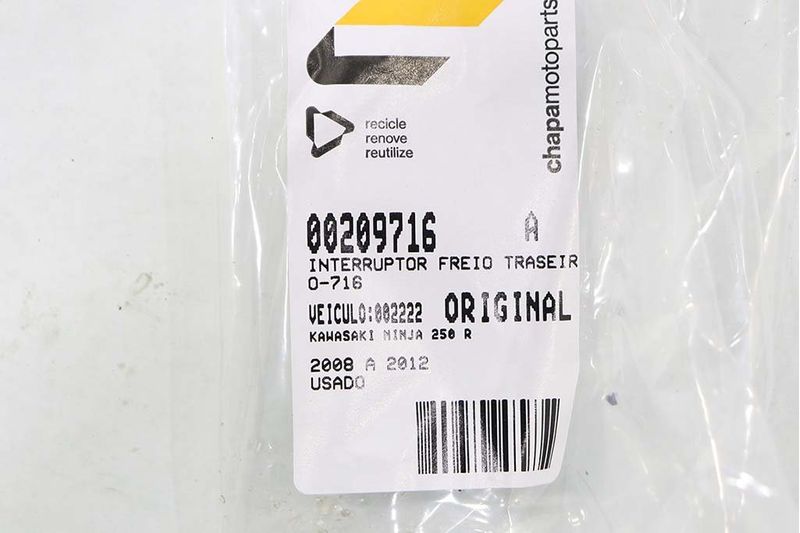 chapamotoparts
recicle
renove
reutilize
00209716 A
INTERRUPTOR FREIO TRASEIR
O-716
VEICULO:002222 ORIGINAL
KAWASAKI NINJA 250 R
2008 A 2012
USADO